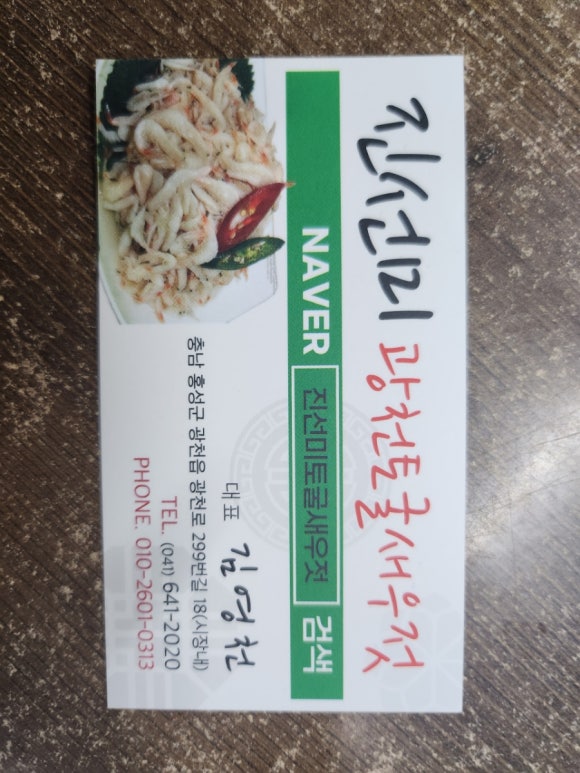 진선미 광천토굴새우젓
NAVER 진선미토굴새우젓 검색
대표 김영천
충남 홍성군 광천읍 광천로 299번길 18(시장내)
TEL. (041) 641-2020
PHONE. 010-2601-0313